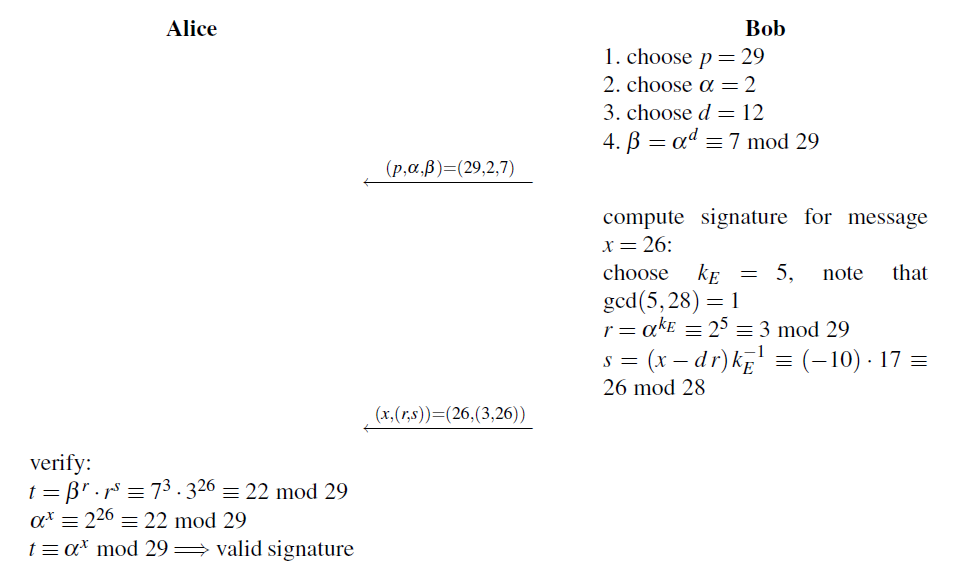 Alice
Bob
1. choose p = 29
2. choose α = 2
3. choose d = 12
4. β = α^d ≡ 7 mod 29
(p,α,β)=(29,2,7)
compute signature for message
x = 26:
choose k_E = 5, note that
gcd(5,28) = 1
r = α^{k_E} ≡ 2^5 ≡ 3 mod 29
s = (x − d r) k_E^{−1} ≡ (−10) · 17 ≡
26 mod 28
(x,(r,s))=(26,(3,26))
verify:
t = β^r · r^s ≡ 7^3 · 3^{26} ≡ 22 mod 29
α^x ≡ 2^{26} ≡ 22 mod 29
t ≡ α^x mod 29 ⟹ valid signature